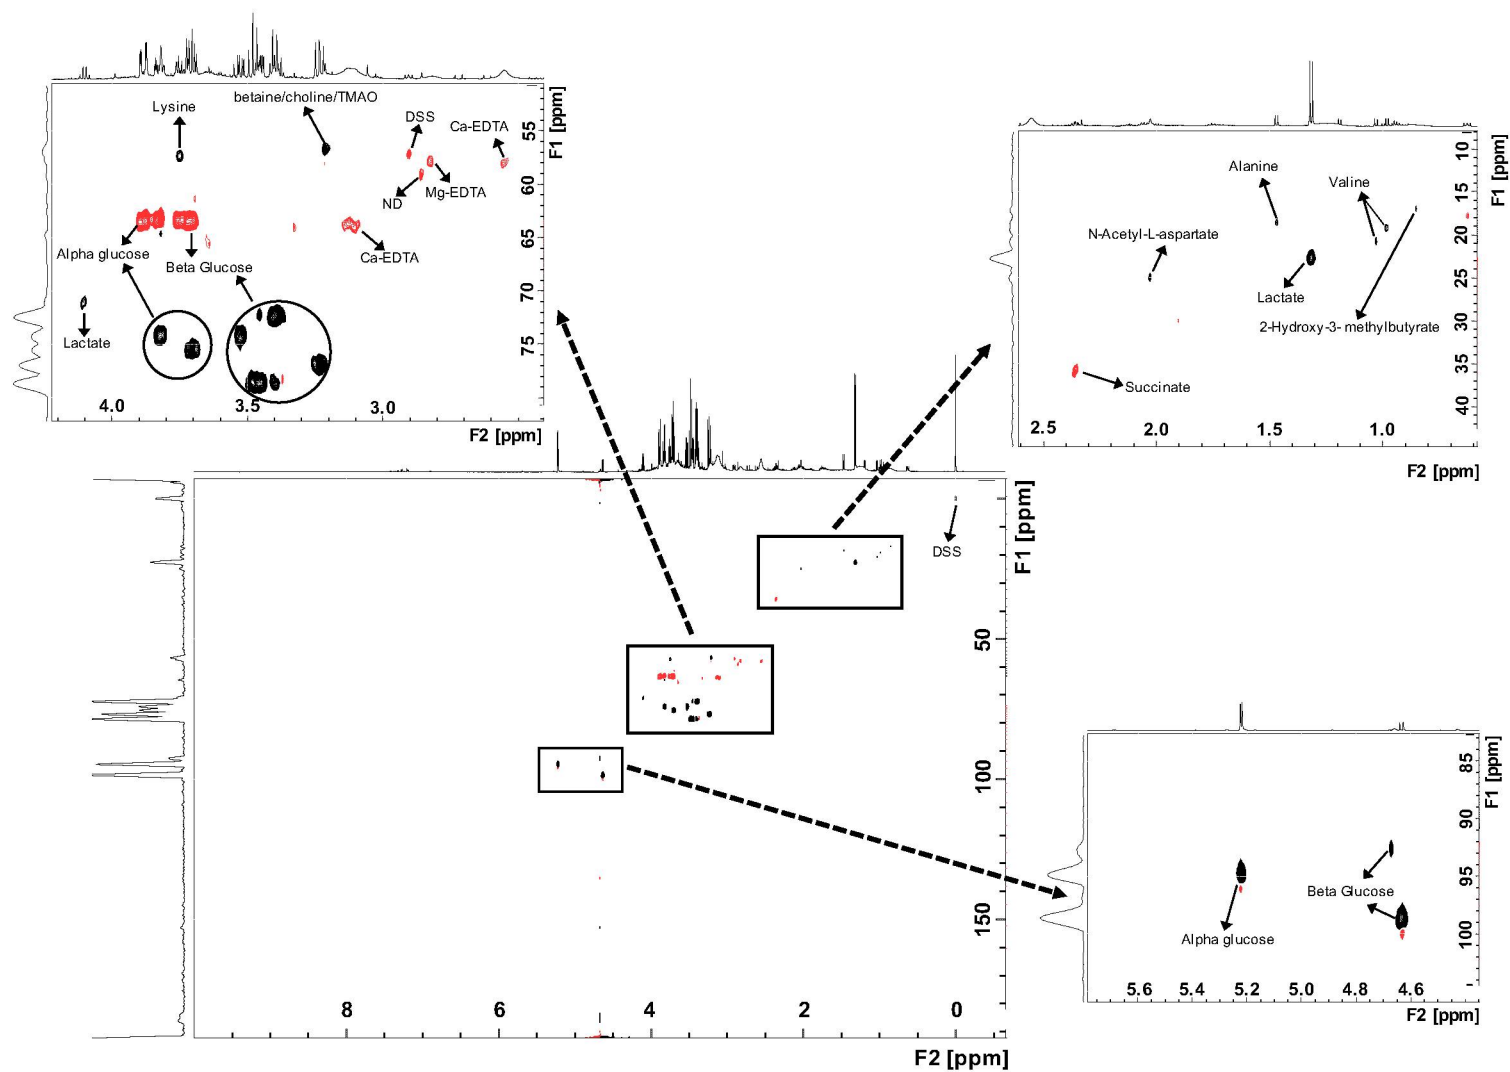 Lysine
betaine/choline/TMAO
DSS
Ca-EDTA
ND
Mg-EDTA
Alpha glucose
Beta Glucose
Ca-EDTA
Lactate
55
60
65
70
75
F1 [ppm]
4.0 3.5 3.0
F2 [ppm]
Alanine
Valine
N-Acetyl-L-aspartate
Lactate
2-Hydroxy-3- methylbutyrate
Succinate
10
15
20
25
30
35
40
F1 [ppm]
2.5 2.0 1.5 1.0
F2 [ppm]
DSS
F1 [ppm]
50
100
150
8 6 4 2 0
F2 [ppm]
Beta Glucose
Alpha glucose
85
90
95
100
F1 [ppm]
5.6 5.4 5.2 5.0 4.8 4.6
F2 [ppm]